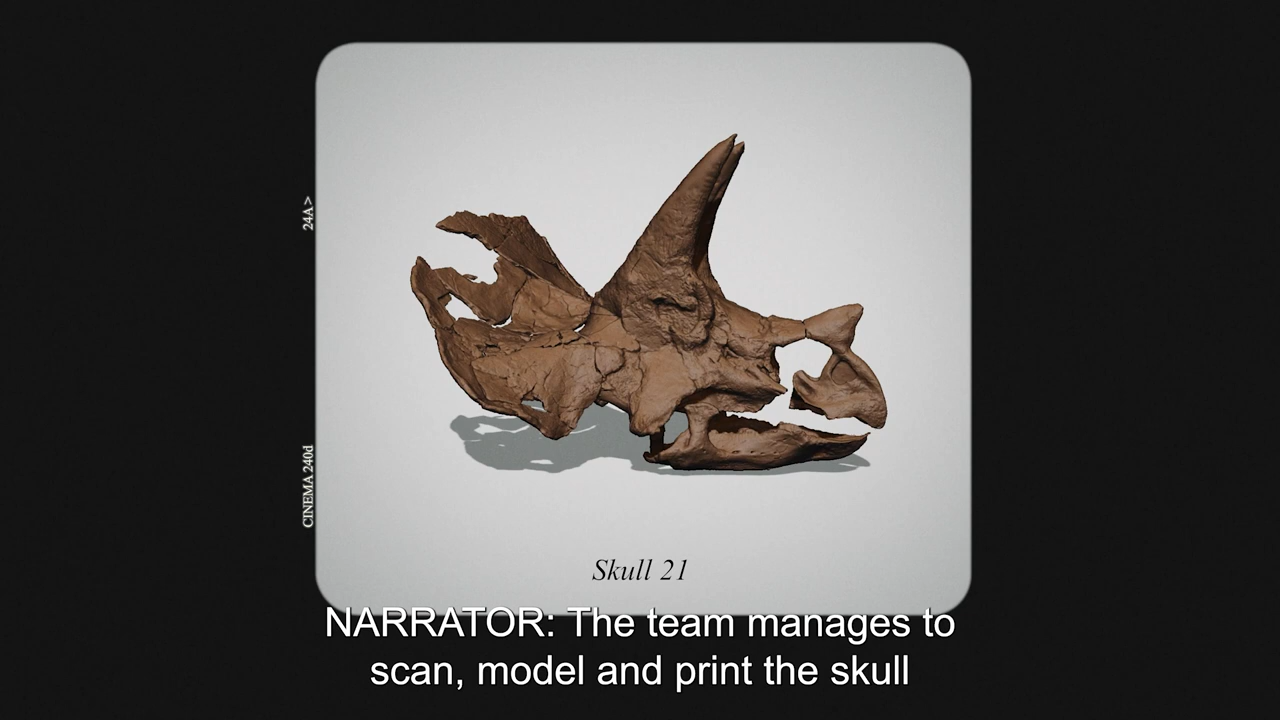 24A>
CINEMA 240d
Skull 21
NARRATOR: The team manages to
scan, model and print the skull